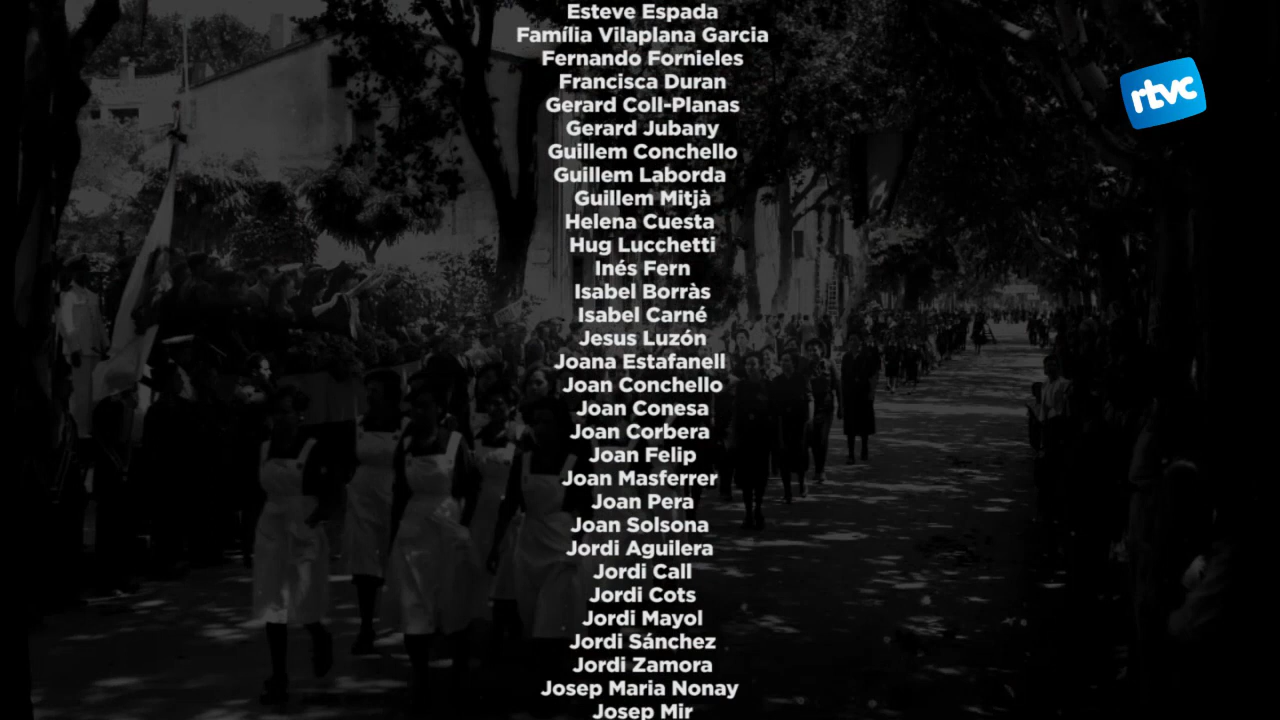 Esteve Espada
Família Vilaplana Garcia
Fernando Fornieles
Francisca Duran
Gerard Coll-Planas
Gerard Jubany
Guillem Conchello
Guillem Laborda
Guillem Mitjà
Helena Cuesta
Hug Lucchetti
Inés Fern
Isabel Borràs
Isabel Carné
Jesus Luzón
Joana Estafanell
Joan Conchello
Joan Conesa
Joan Corbera
Joan Felip
Joan Masferrer
Joan Pera
Joan Solsona
Jordi Aguilera
Jordi Call
Jordi Cots
Jordi Mayol
Jordi Sánchez
Jordi Zamora
Josep Maria Nonay
Josep Mir
rtvc